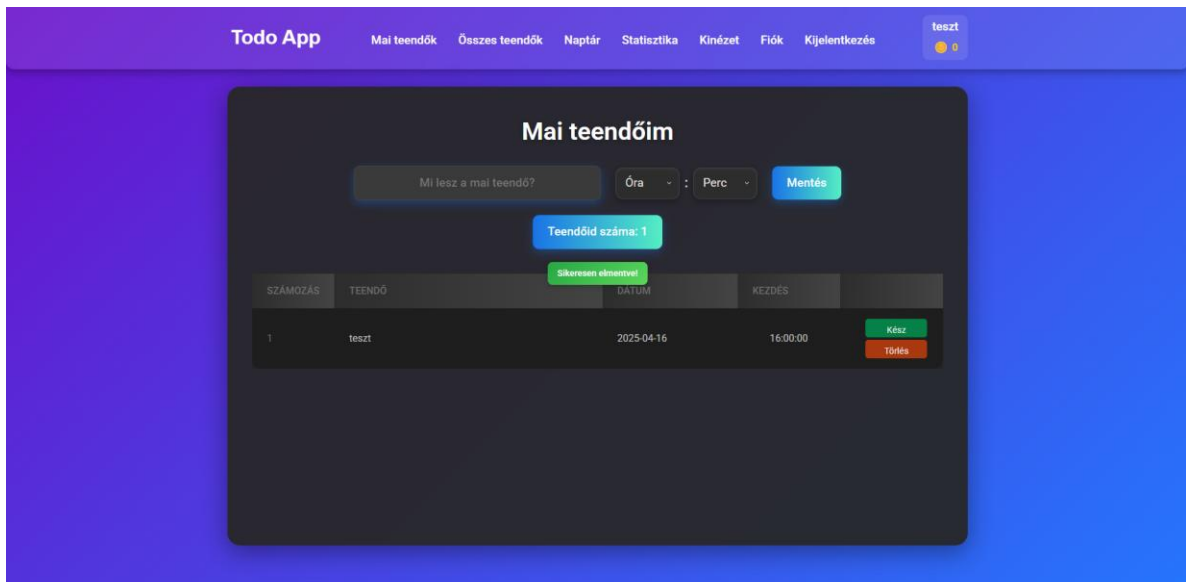 Todo App Mai teendők Összes teendők Naptár Statisztika Kinézet Fiók Kijelentkezés teszt
0
Mai teendőim
Mi lesz a mai teendő? Óra : Perc Mentés
Teendőid száma: 1
Sikeresen elmentve!
SZÁMOZÁS TEENDŐ DÁTUM KEZDÉS
1 teszt 2025-04-16 16:00:00 Kész
Törlés